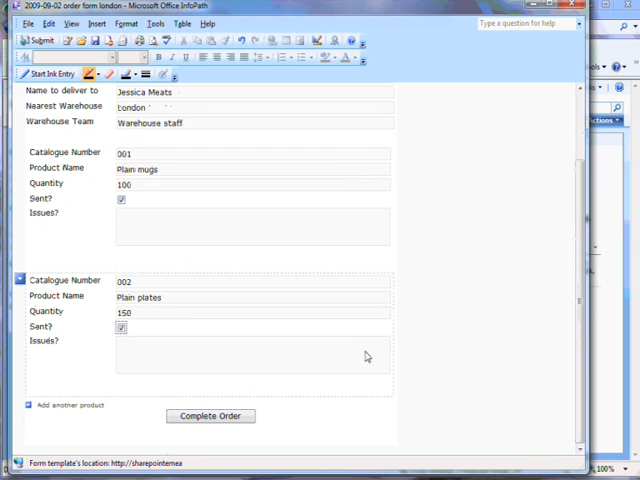 2009-09-02 order form london - Microsoft Office InfoPath
File Edit View Insert Format Tools Table Help
Type a question for help
Submit
Start Ink Entry
Actions
Name to deliver to Jessica Meats
Nearest Warehouse London
Warehouse Team Warehouse staff
Catalogue Number 001
Product Name Plain mugs
Quantity 100
Sent?
Issues?
Catalogue Number 002
Product Name Plain plates
Quantity 150
Sent?
Issues?
Add another product
Complete Order
Form template's location: http://sharepointemea
100%